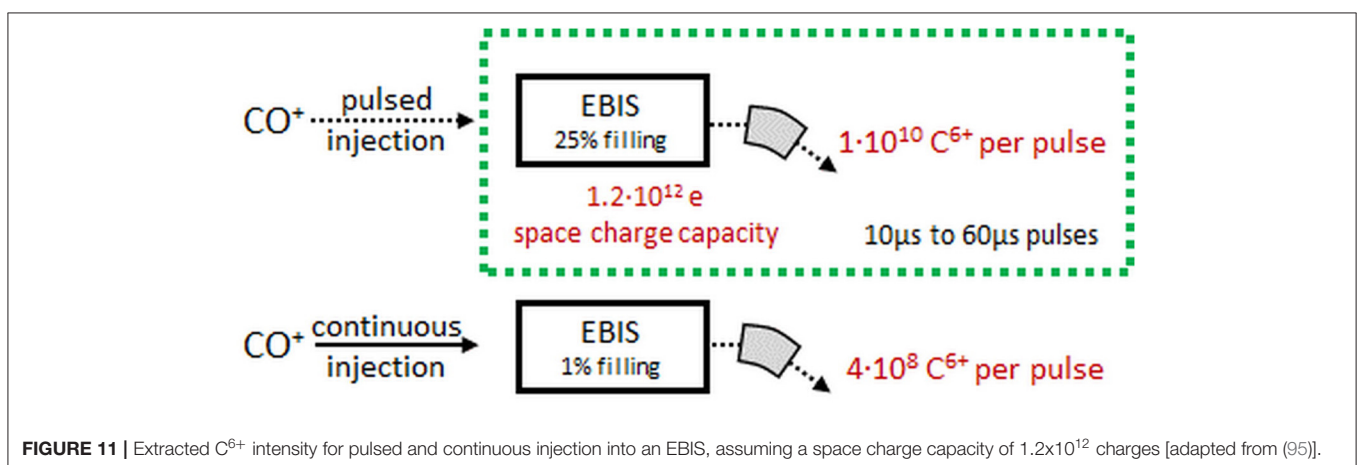 CO⁺ pulsed injection
EBIS
25% filling
1·10¹⁰ C⁶⁺ per pulse
1.2·10¹² e
space charge capacity
10µs to 60µs pulses
CO⁺ continuous injection
EBIS
1% filling
4·10⁸ C⁶⁺ per pulse
FIGURE 11 | Extracted C⁶⁺ intensity for pulsed and continuous injection into an EBIS, assuming a space charge capacity of 1.2x10¹² charges [adapted from (95)].